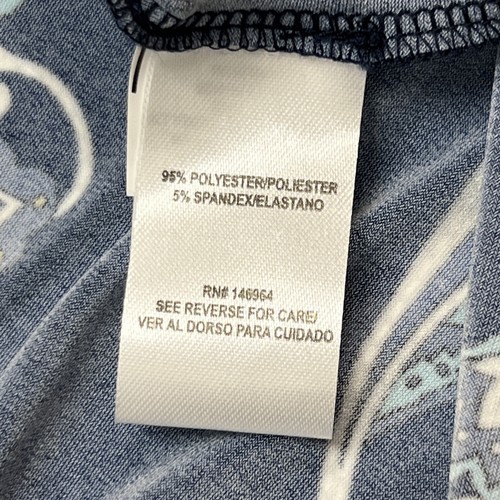 95% POLYESTER/POLIESTER
5% SPANDEX/ELASTANO
RN# 146964
SEE REVERSE FOR CARE/
VER AL DORSO PARA CUIDADO